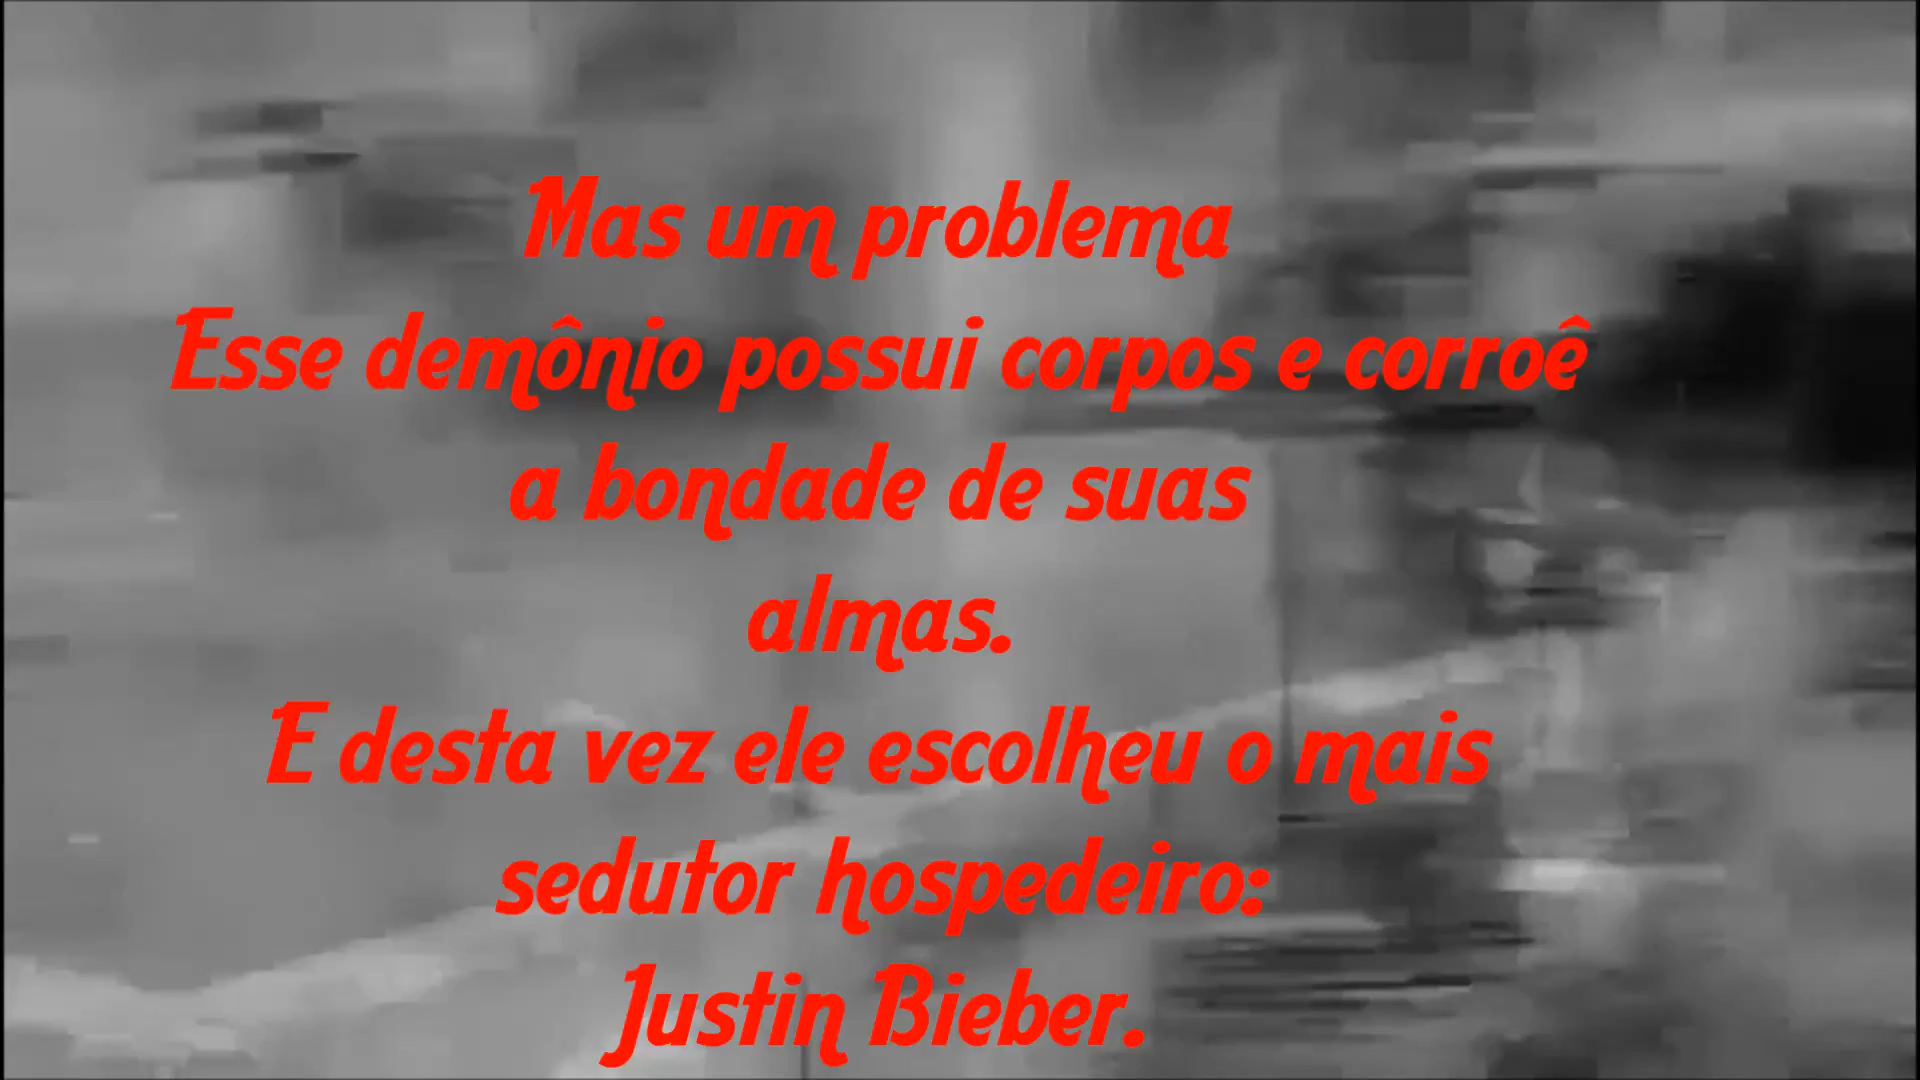 Mas um problema
Esse demônio possui corpos e corroê
a bondade de suas
almas.
E desta vez ele escolheu o mais
sedutor hospedeiro:
Justin Bieber.